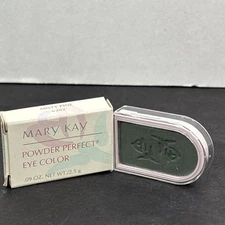 MARY KAY
POWDER PERFECT®
EYE COLOR
.09 OZ. NET WT./2.5 g